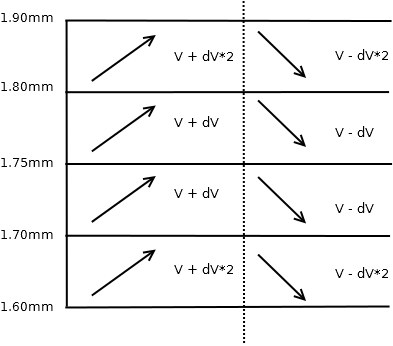 1.90mm
V + dV*2
V - dV*2
1.80mm
V + dV
V - dV
1.75mm
V + dV
V - dV
1.70mm
V + dV*2
V - dV*2
1.60mm